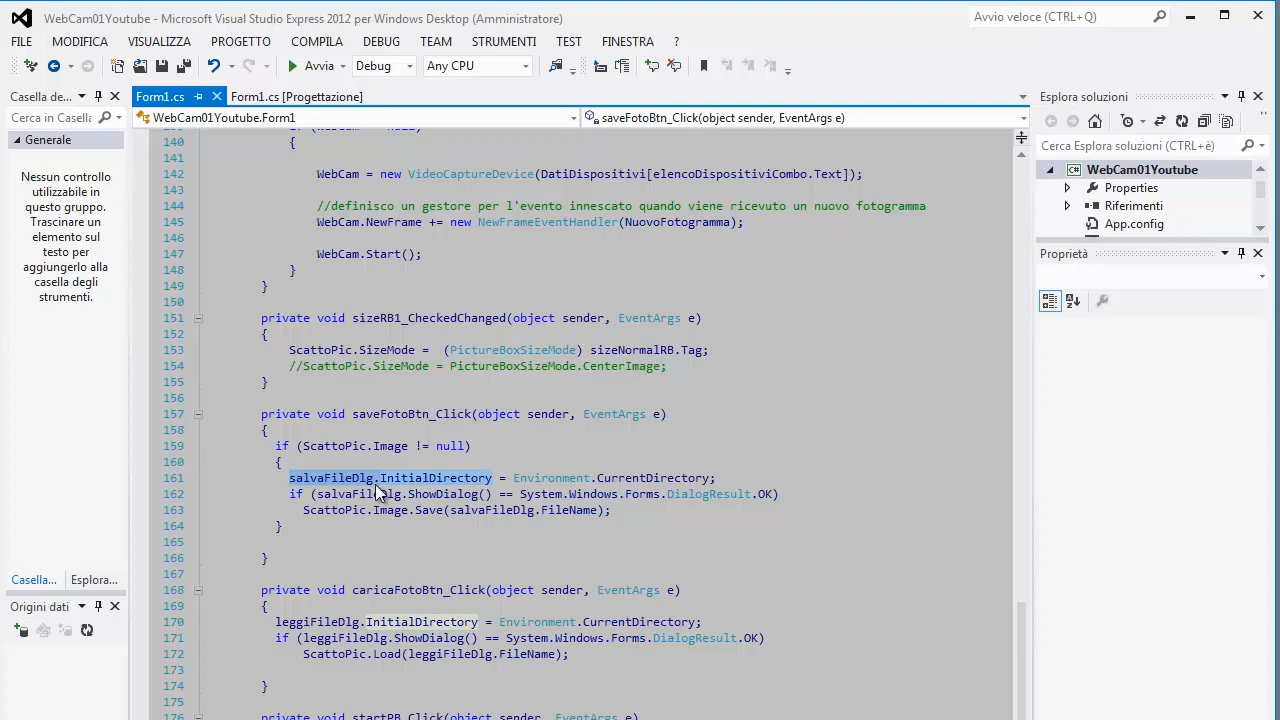 WebCam01Youtube - Microsoft Visual Studio Express 2012 per Windows Desktop (Amministratore)
Avvio veloce (CTRL+Q)
FILE MODIFICA VISUALIZZA PROGETTO COMPILA DEBUG TEAM STRUMENTI TEST FINESTRA ?
Avvia Debug Any CPU
Casella de...
Cerca in Casella
Generale
Nessun controllo
utilizzabile in
questo gruppo.
Trascinare un
elemento sul
testo per
aggiungerlo alla
casella degli
strumenti.
Casella... Esplora...
Origini dati
Form1.cs Form1.cs [Progettazione]
WebCam01Youtube.Form1 saveFotoBtn_Click(object sender, EventArgs e)
140 {
141
142 WebCam = new VideoCaptureDevice(DatiDispositivi[elencoDispositiviCombo.Text]);
143
144 //definisco un gestore per l'evento innescato quando viene ricevuto un nuovo fotogramma
145 WebCam.NewFrame += new NewFrameEventHandler(NuovoFotogramma);
146
147 WebCam.Start();
148 }
149 }
150
151 private void sizeRB1_CheckedChanged(object sender, EventArgs e)
152 {
153 ScattoPic.SizeMode =  (PictureBoxSizeMode) sizeNormalRB.Tag;
154 //ScattoPic.SizeMode = PictureBoxSizeMode.CenterImage;
155 }
156
157 private void saveFotoBtn_Click(object sender, EventArgs e)
158 {
159 if (ScattoPic.Image != null)
160 {
161 salvaFileDlg.InitialDirectory = Environment.CurrentDirectory;
162 if (salvaFileDlg.ShowDialog() == System.Windows.Forms.DialogResult.OK)
163 ScattoPic.Image.Save(salvaFileDlg.FileName);
164 }
165
166 }
167
168 private void caricaFotoBtn_Click(object sender, EventArgs e)
169 {
170 leggiFileDlg.InitialDirectory = Environment.CurrentDirectory;
171 if (leggiFileDlg.ShowDialog() == System.Windows.Forms.DialogResult.OK)
172 ScattoPic.Load(leggiFileDlg.FileName);
173
174 }
175
176 private void startPB_Click(object sender, EventArgs e)
Esplora soluzioni
Cerca Esplora soluzioni (CTRL+è)
WebCam01Youtube
Properties
Riferimenti
App.config
Proprietà